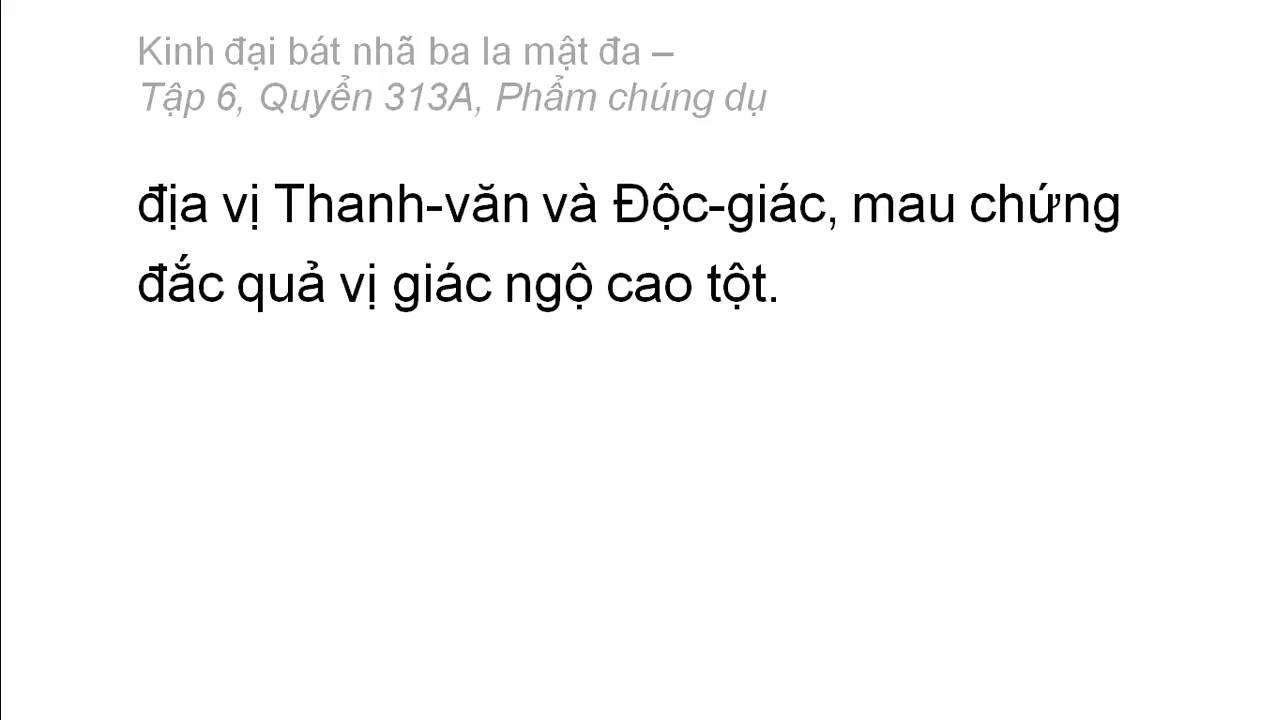 Kinh đại bát nhã ba la mật đa –
Tập 6, Quyển 313A, Phẩm chúng dụ
địa vị Thanh-văn và Độc-giác, mau chứng
đắc quả vị giác ngộ cao tột.